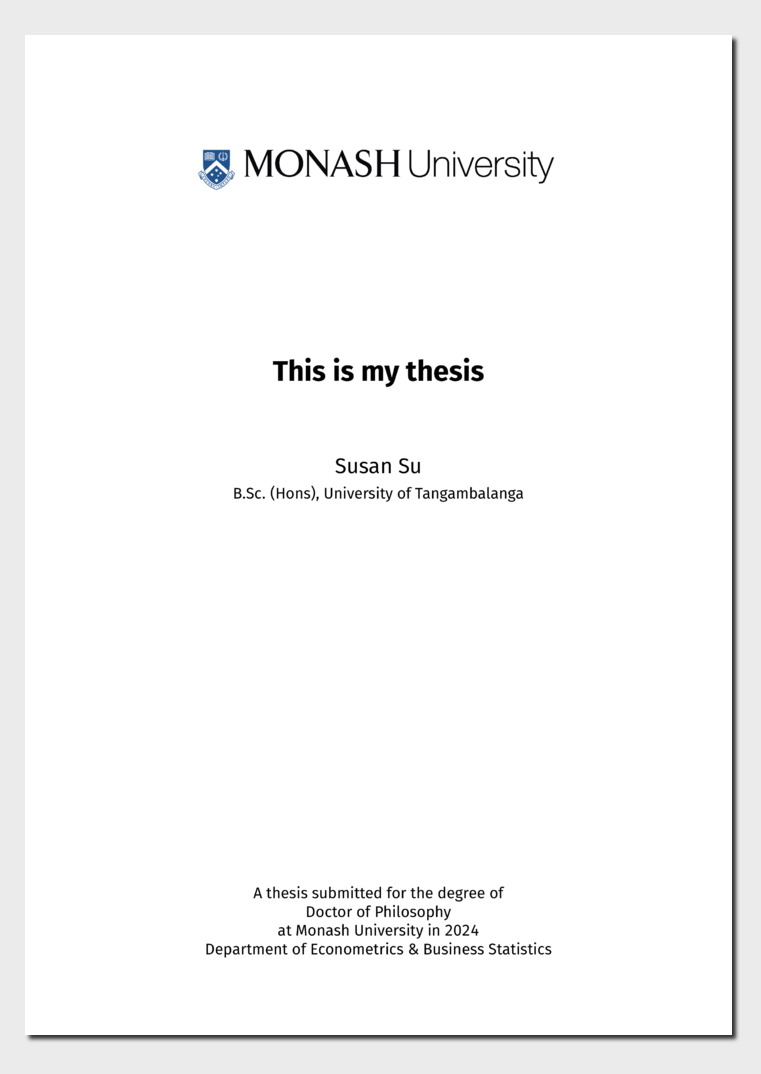 MONASH University
This is my thesis
Susan Su
B.Sc. (Hons), University of Tangambalanga
A thesis submitted for the degree of
Doctor of Philosophy
at Monash University in 2024
Department of Econometrics & Business Statistics